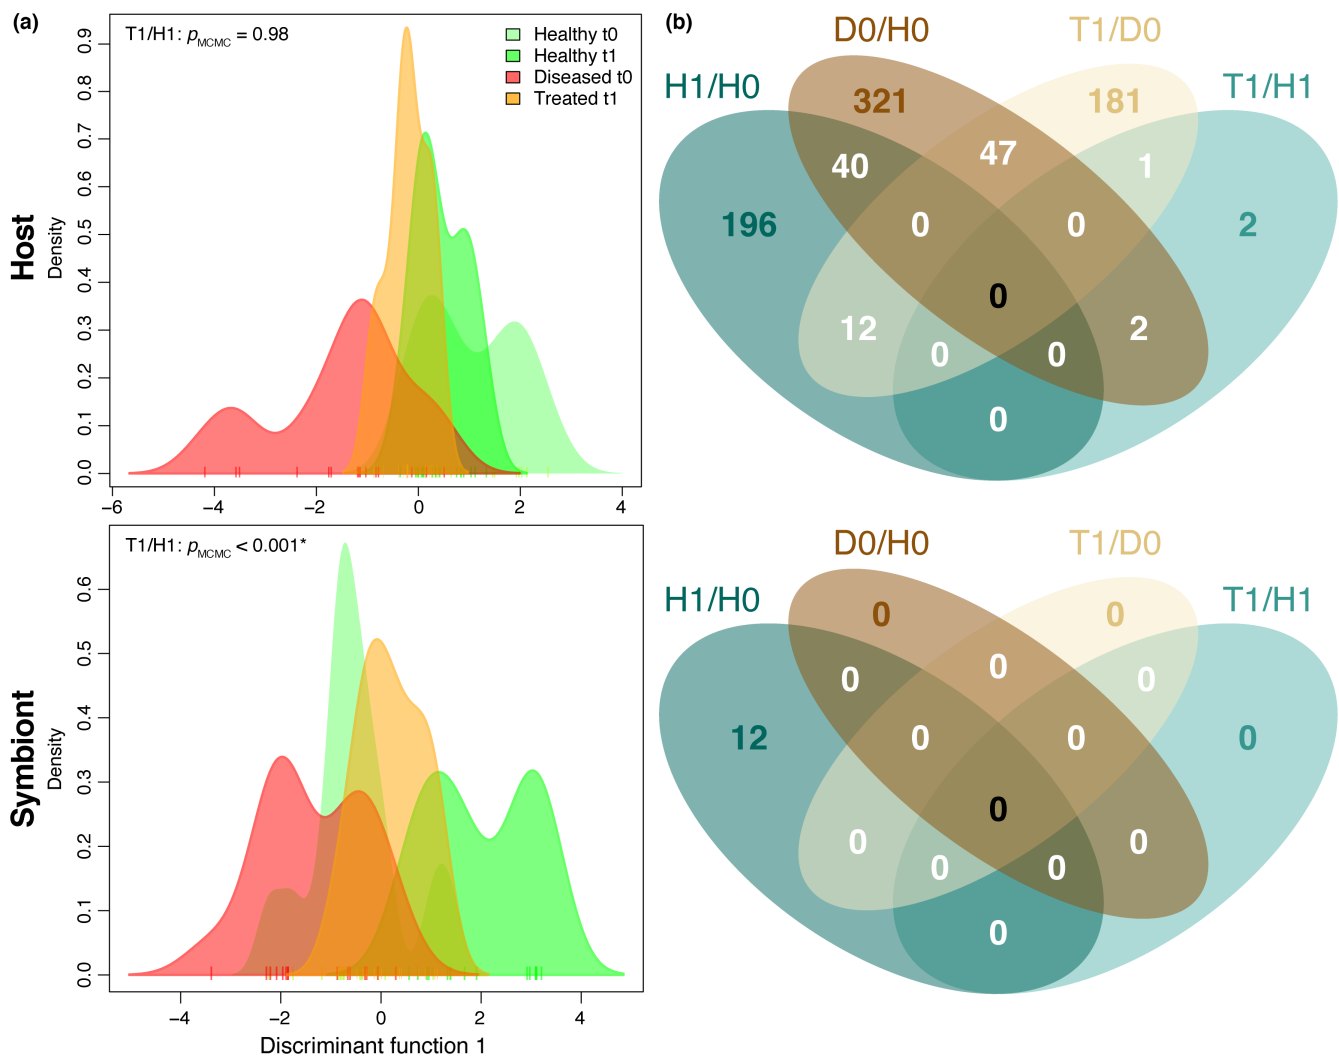 (a)
T1/H1: pMCMC = 0.98
Healthy t0
Healthy t1
Diseased t0
Treated t1
Host
Density
0.9
0.8
0.7
0.6
0.5
0.4
0.3
0.2
0.1
0.0
−6 −4 −2 0 2 4
(b)
D0/H0 T1/D0
H1/H0 T1/H1
321 181
40 47 1
196 0 0 2
0
12 2
0 0
0
T1/H1: pMCMC < 0.001*
Symbiont
Density
0.6
0.5
0.4
0.3
0.2
0.1
0.0
−4 −2 0 2 4
Discriminant function 1
D0/H0 T1/D0
H1/H0 T1/H1
0 0
0 0 0
12 0 0 0
0
0 0
0 0
0